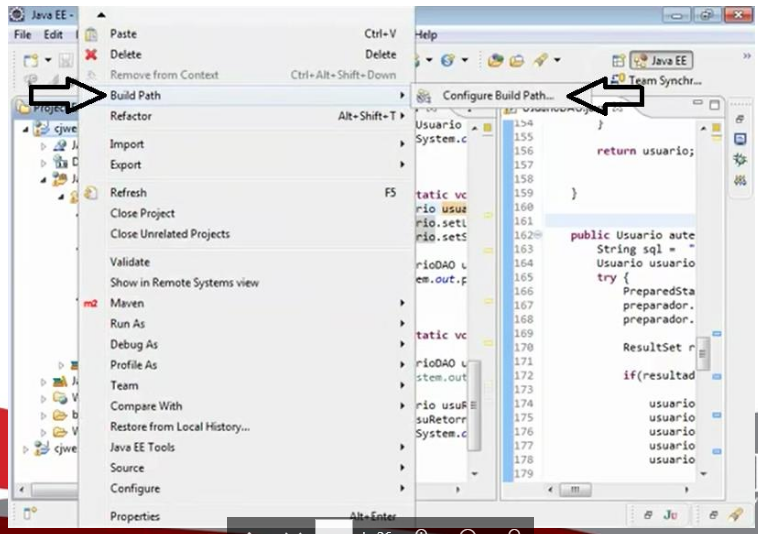 Java EE -
File Edit
Help
Java EE
Team Synchr...
Paste Ctrl+V
Delete Delete
Remove from Context Ctrl+Alt+Shift+Down
Build Path
Configure Build Path...
Refactor Alt+Shift+T
Import
Export
Refresh F5
Close Project
Close Unrelated Projects
Validate
Show in Remote Systems view
m2 Maven
Run As
Debug As
Profile As
Team
Compare With
Restore from Local History...
Java EE Tools
Source
Configure
Properties Alt+Enter
cjwe
cjwe
Usuario
System.
tatic vo
rio usua
rio.set
rio.setS
rioDAO u
em.out.p
tatic vo
rioDAO u
stem.out
rio usuR
suRetorn
System.
154 }
155
156 return usuario;
157
158
159 }
160
161
162 public Usuario aute
163 String sql = "
164 Usuario usuario
165 try {
166 PreparedSta
167 preparador.
168 preparador.
169
170 ResultSet r
171
172 if(resultad
173
174 usuario
175 usuario
176 usuario
177 usuario
178 usuario
179
Ju